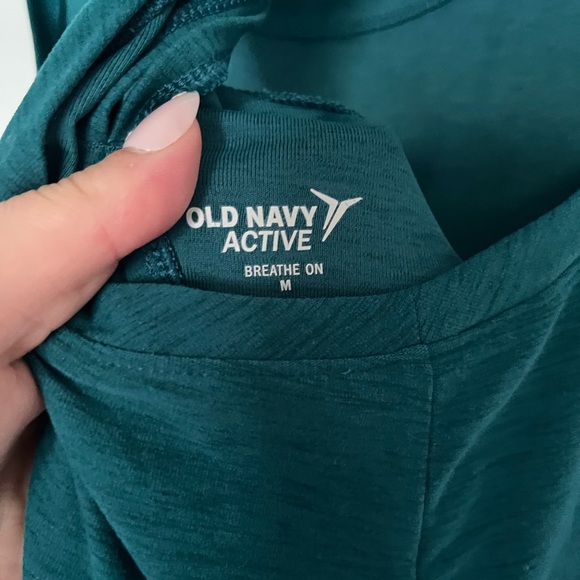 OLD NAVY
ACTIVE
BREATHE ON
M